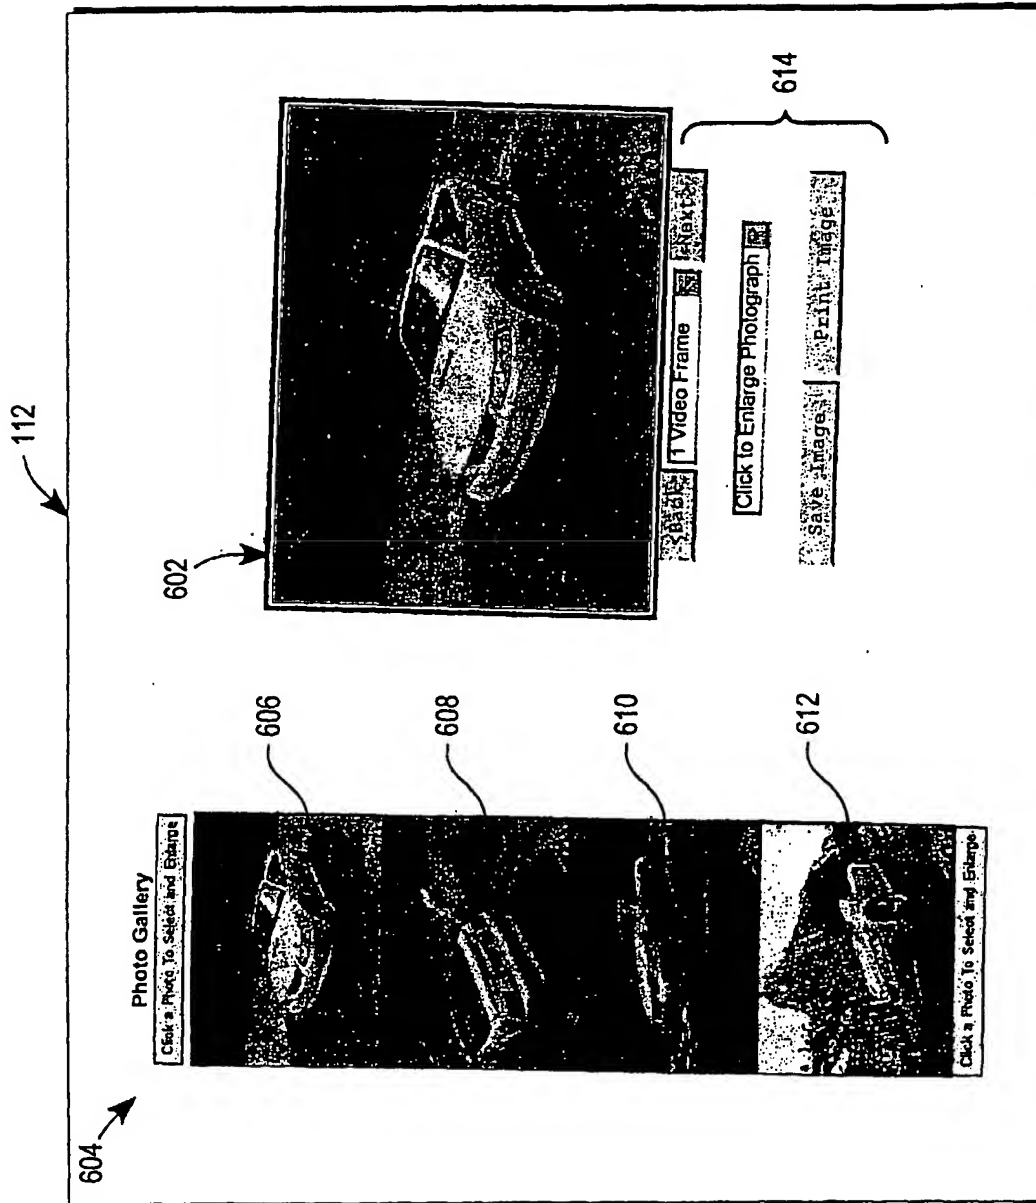 112
604
Photo Gallery
Click a Photo To Select and Enlarge
606
608
610
612
Click a Photo To Select and Enlarge
602
<Back
1 Video Frame
Next>
Click to Enlarge Photograph
Save Image
Print Image
614